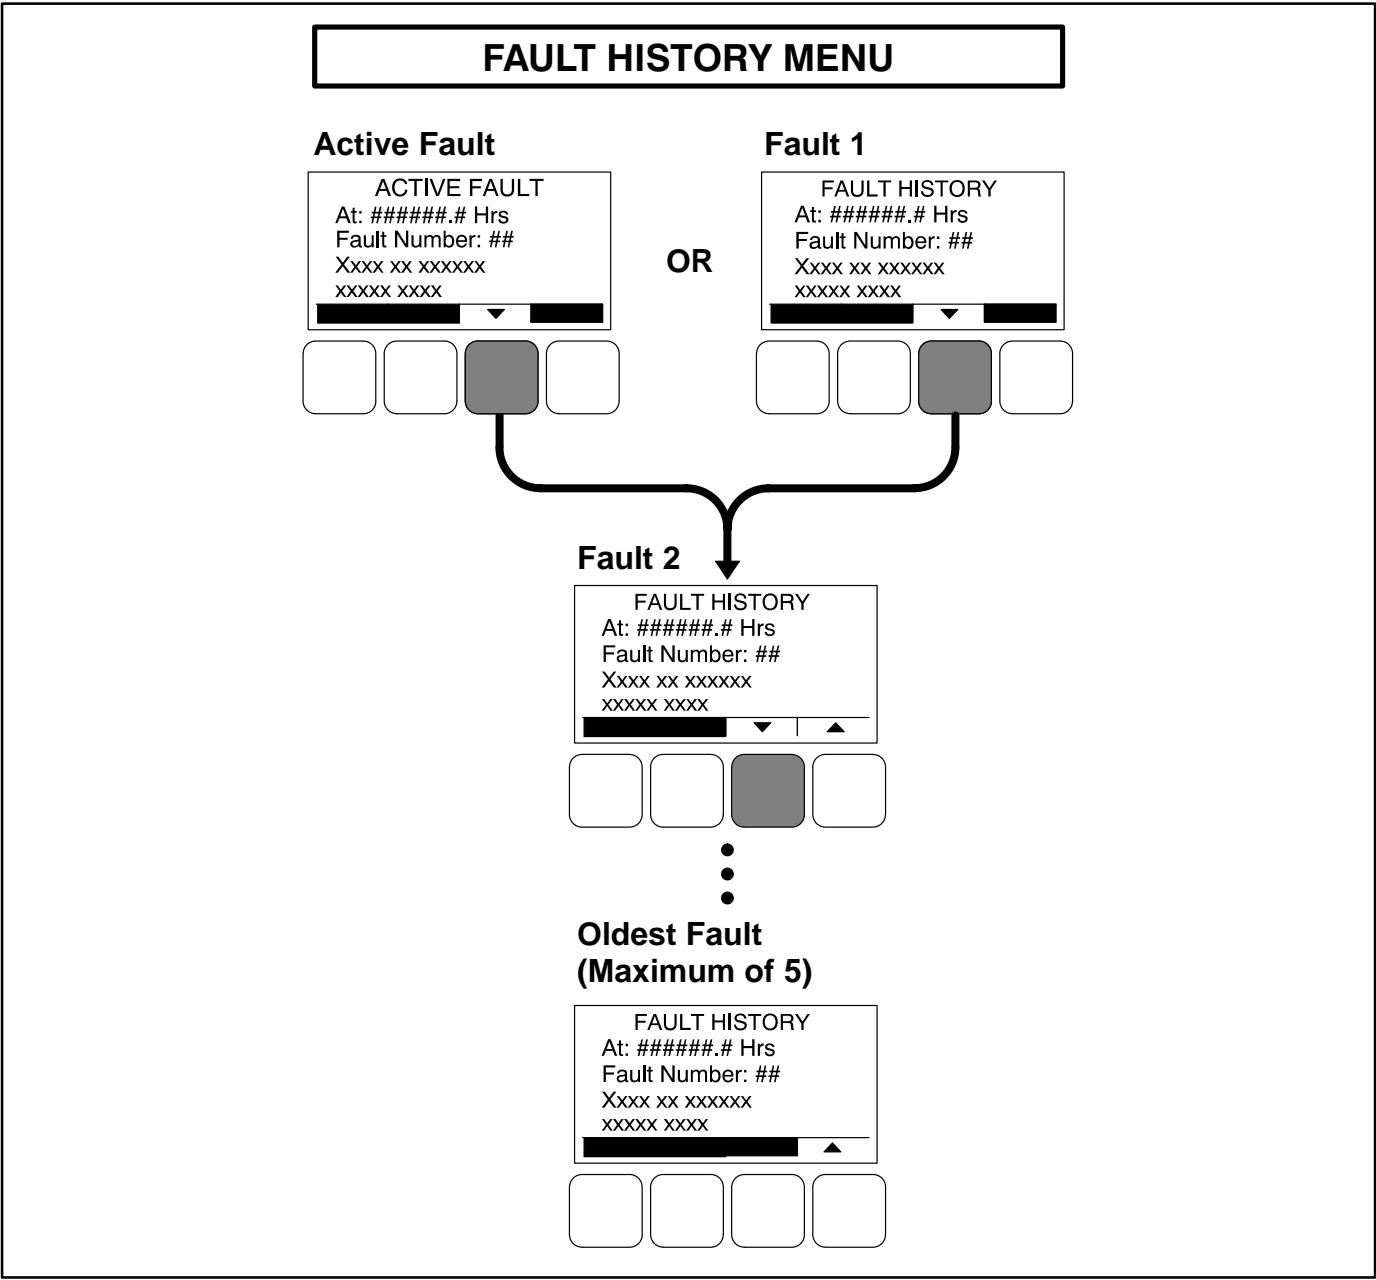 FAULT HISTORY MENU
Active Fault
ACTIVE FAULT
At: ######.# Hrs
Fault Number: ##
Xxxx xx xxxxxx
xxxxx xxxx
OR
Fault 1
FAULT HISTORY
At: ######.# Hrs
Fault Number: ##
Xxxx xx xxxxxx
xxxxx xxxx
Fault 2
FAULT HISTORY
At: ######.# Hrs
Fault Number: ##
Xxxx xx xxxxxx
xxxxx xxxx
Oldest Fault
(Maximum of 5)
FAULT HISTORY
At: ######.# Hrs
Fault Number: ##
Xxxx xx xxxxxx
xxxxx xxxx